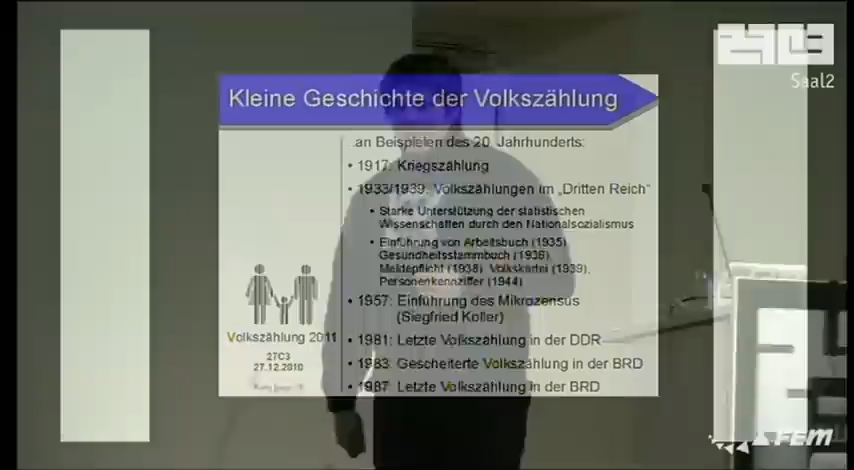 27C3
Saal2
Kleine Geschichte der Volkszählung
...an Beispielen des 20. Jahrhunderts:
• 1917: Kriegszählung
• 1933/1939: Volkszählungen im „Dritten Reich“
• Starke Unterstützung der statistischen
Wissenschaften durch den Nationalsozialismus
• Einführung von Arbeitsbuch (1935)
Gesundheitsstammbuch (1936),
Meldepflicht (1938), Volkskartei (1939),
Personenkennziffer (1944)
• 1957: Einführung des Mikrozensus
(Siegfried Koller)
• 1981: Letzte Volkszählung in der DDR
• 1983: Gescheiterte Volkszählung in der BRD
• 1987: Letzte Volkszählung in der BRD
Volkszählung 2011
27C3
27.12.2010
FEM